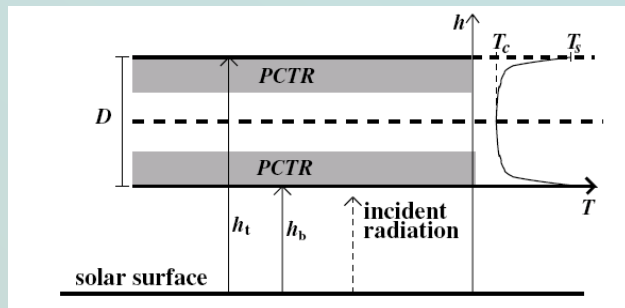 h T_c T_s
PCTR
D
PCTR
T
h_t h_b incident
radiation
solar surface